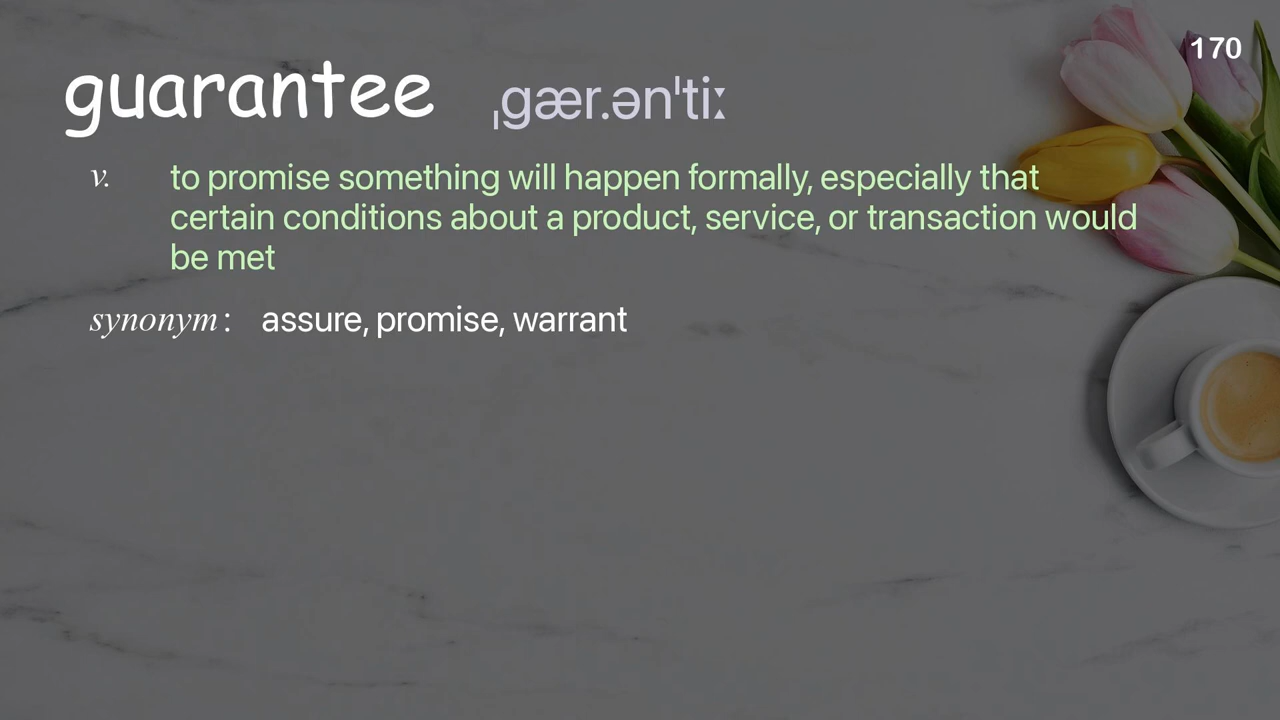 170
guarantee ˌgær.ənˈtiː
v. to promise something will happen formally, especially that
certain conditions about a product, service, or transaction would
be met
synonym : assure, promise, warrant